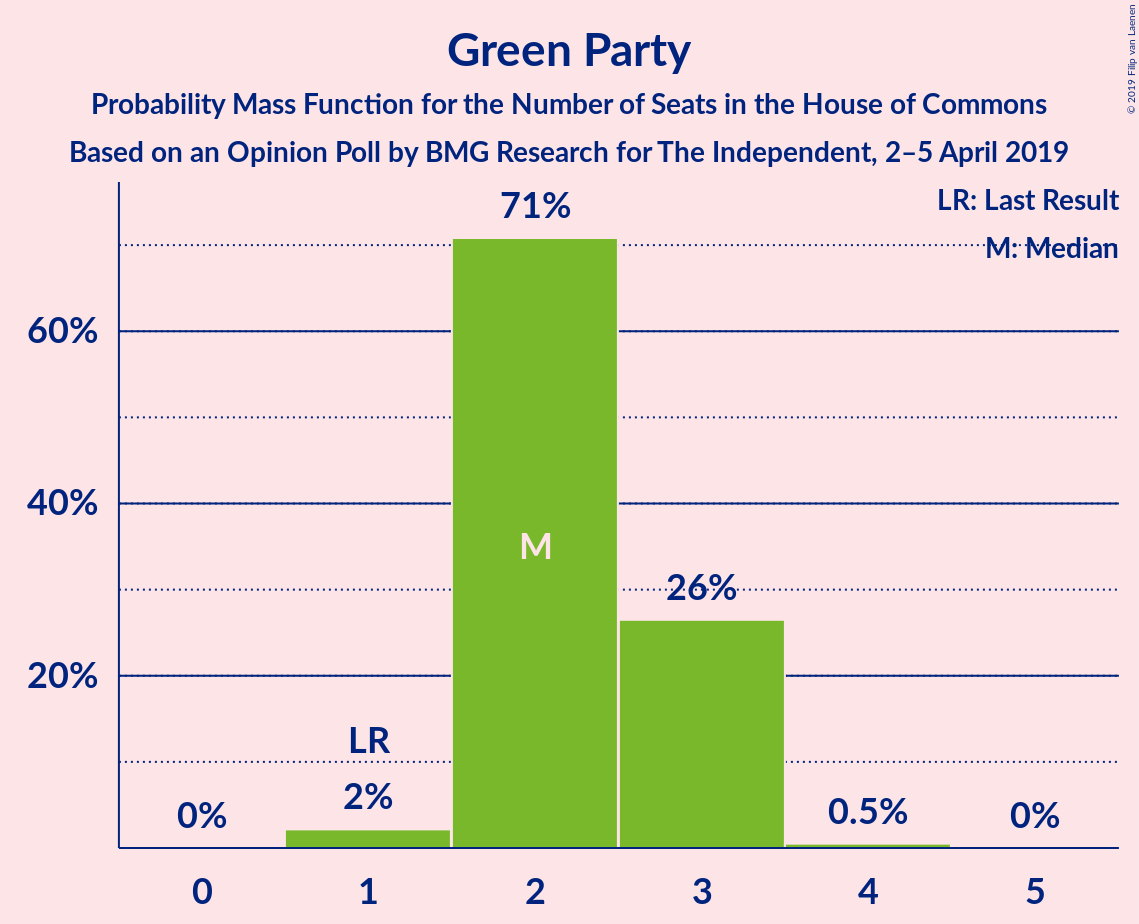 Green Party
Probability Mass Function for the Number of Seats in the House of Commons
Based on an Opinion Poll by BMG Research for The Independent, 2–5 April 2019
© 2019 Filip van Laenen
LR: Last Result
M: Median
71%
60%
40%
M
26%
20%
LR
2%
0%
0.5%
0%
0 1 2 3 4 5